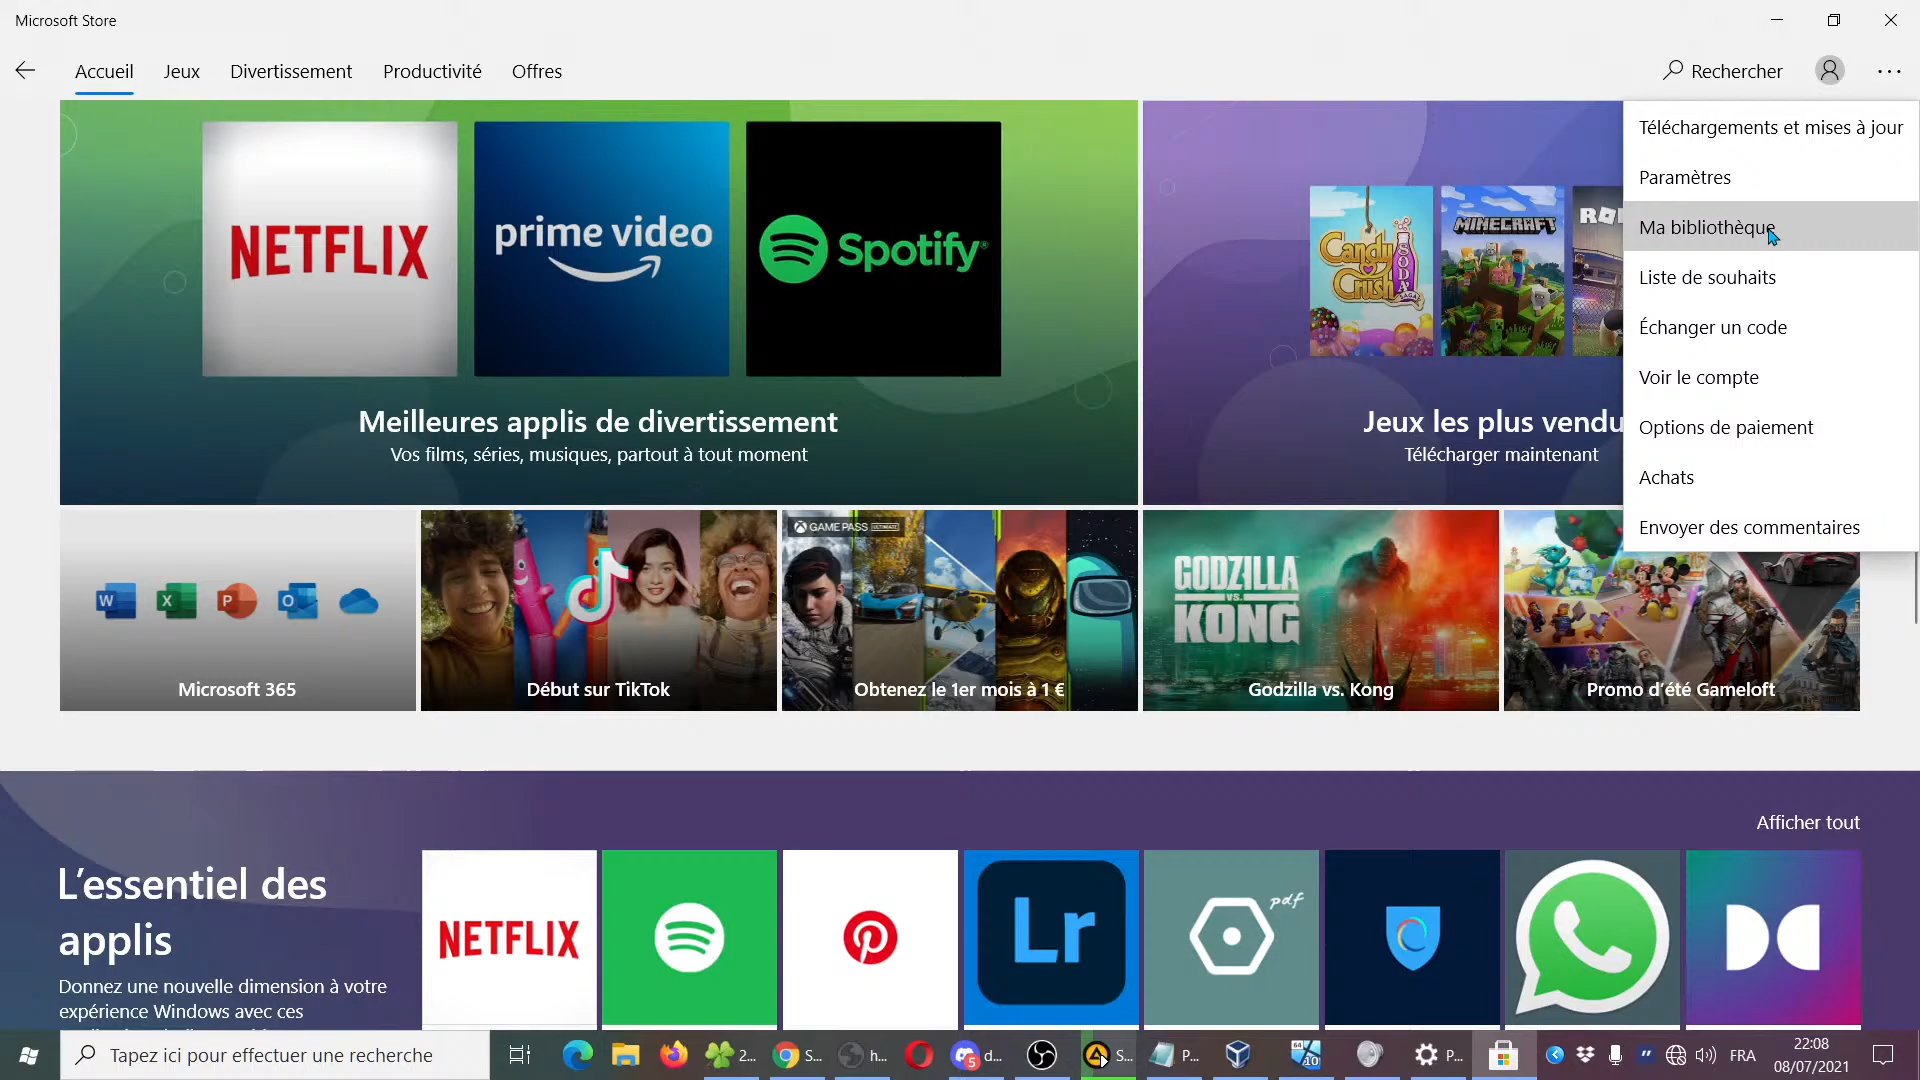 Microsoft Store
Accueil Jeux Divertissement Productivité Offres Rechercher
Téléchargements et mises à jour
Paramètres
Ma bibliothèque
Liste de souhaits
Échanger un code
Voir le compte
Options de paiement
Achats
Envoyer des commentaires
NETFLIX
prime video
Spotify®
Meilleures applis de divertissement
Vos films, séries, musiques, partout à tout moment
Candy Crush SODA SAGA
MINECRAFT
Jeux les plus vendu
Télécharger maintenant
W X P O
Microsoft 365
Début sur TikTok
GAME PASS ULTIMATE
Obtenez le 1er mois à 1 €
GODZILLA VS. KONG
Godzilla vs. Kong
Promo d'été Gameloft
Afficher tout
L'essentiel des
applis
Donnez une nouvelle dimension à votre
expérience Windows avec ces
NETFLIX
Lr
pdf
Tapez ici pour effectuer une recherche
2... S... h... 5 d... S... P... 64 10 P... FRA
22:08
08/07/2021